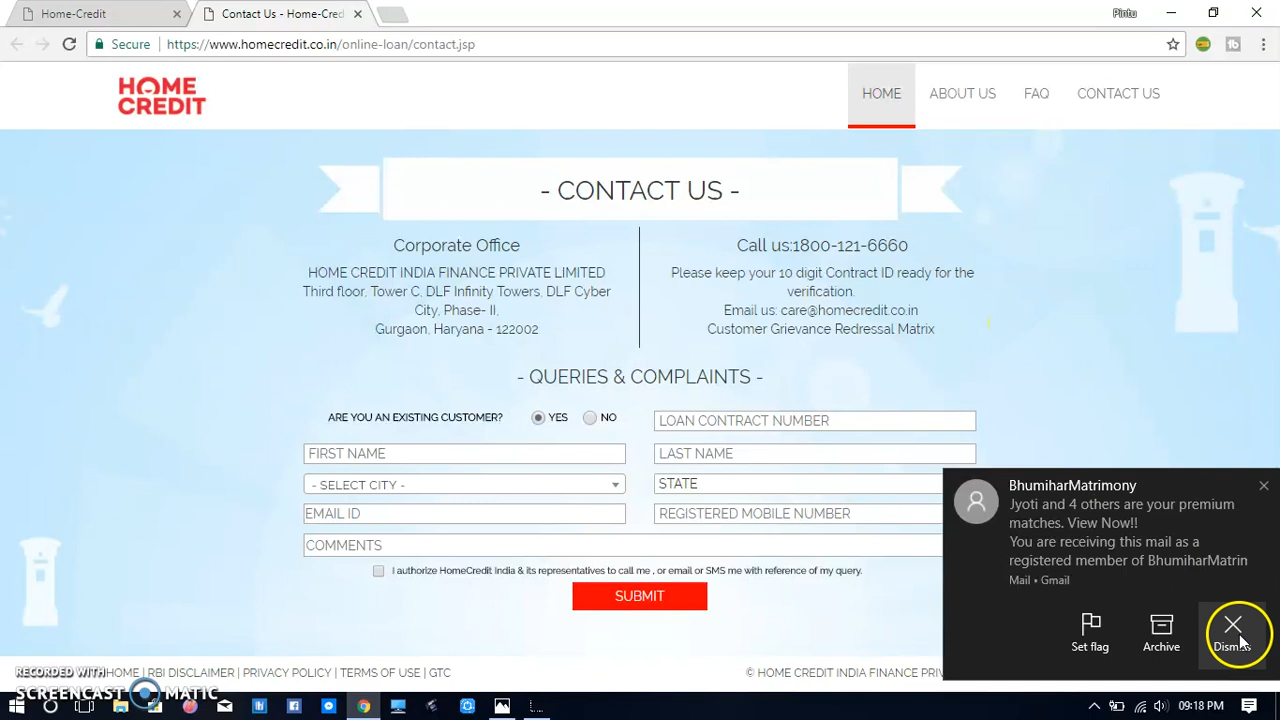 Home-Credit
Contact Us - Home-Cred
Pintu
Secure
https://www.homecredit.co.in/online-loan/contact.jsp
HOME
CREDIT
HOME
ABOUT US
FAQ
CONTACT US
- CONTACT US -
Corporate Office
HOME CREDIT INDIA FINANCE PRIVATE LIMITED
Third floor, Tower C, DLF Infinity Towers, DLF Cyber
City, Phase- II,
Gurgaon, Haryana - 122002
Call us:1800-121-6660
Please keep your 10 digit Contract ID ready for the
verification.
Email us: care@homecredit.co.in
Customer Grievance Redressal Matrix
- QUERIES & COMPLAINTS -
ARE YOU AN EXISTING CUSTOMER?
YES
NO
LOAN CONTRACT NUMBER
FIRST NAME
LAST NAME
- SELECT CITY -
STATE
EMAIL ID
REGISTERED MOBILE NUMBER
COMMENTS
I authorize HomeCredit India & its representatives to call me , or email or SMS me with reference of my query.
SUBMIT
BhumiharMatrimony
Jyoti and 4 others are your premium
matches. View Now!!
You are receiving this mail as a
registered member of BhumiharMatrin
Mail • Gmail
Set flag
Archive
HOME | RBI DISCLAIMER | PRIVACY POLICY | TERMS OF USE | GTC
© HOME CREDIT INDIA FINANCE
RECORDED WITH
SCREENCAST MATIC
09:18 PM